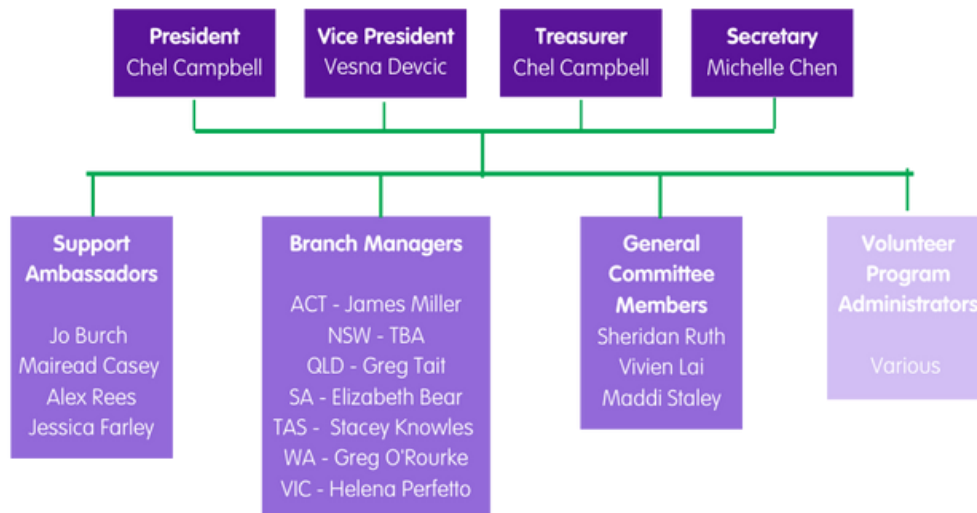 President
Chel Campbell
Vice President
Vesna Devcic
Treasurer
Chel Campbell
Secretary
Michelle Chen
Support
Ambassadors
Jo Burch
Mairead Casey
Alex Rees
Jessica Farley
Branch Managers
ACT - James Miller
NSW - TBA
QLD - Greg Tait
SA - Elizabeth Bear
TAS - Stacey Knowles
WA - Greg O'Rourke
VIC - Helena Perfetto
General
Committee
Members
Sheridan Ruth
Vivien Lai
Maddi Staley
Volunteer
Program
Administrators
Various